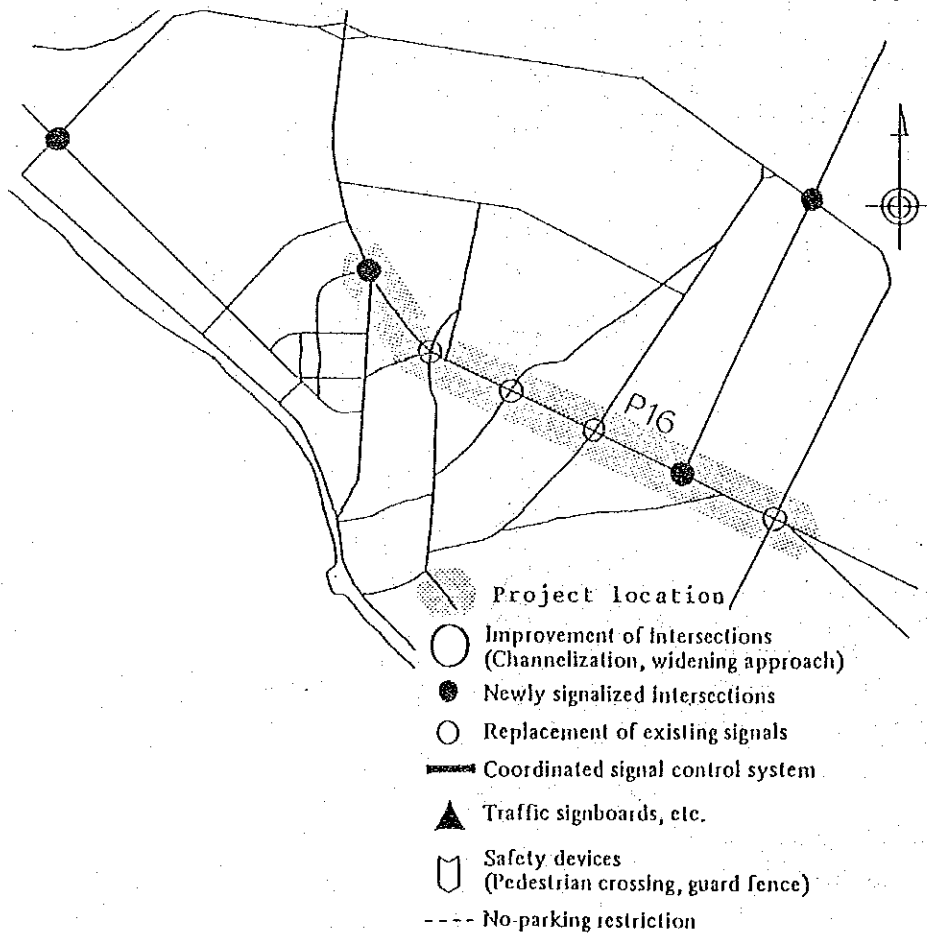 P16
Project location
Improvement of Intersections
(Channelization, widening approach)
Newly signalized Intersections
Replacement of existing signals
Coordinated signal control system
Traffic signboards, etc.
Safety devices
(Pedestrian crossing, guard fence)
No-parking restriction